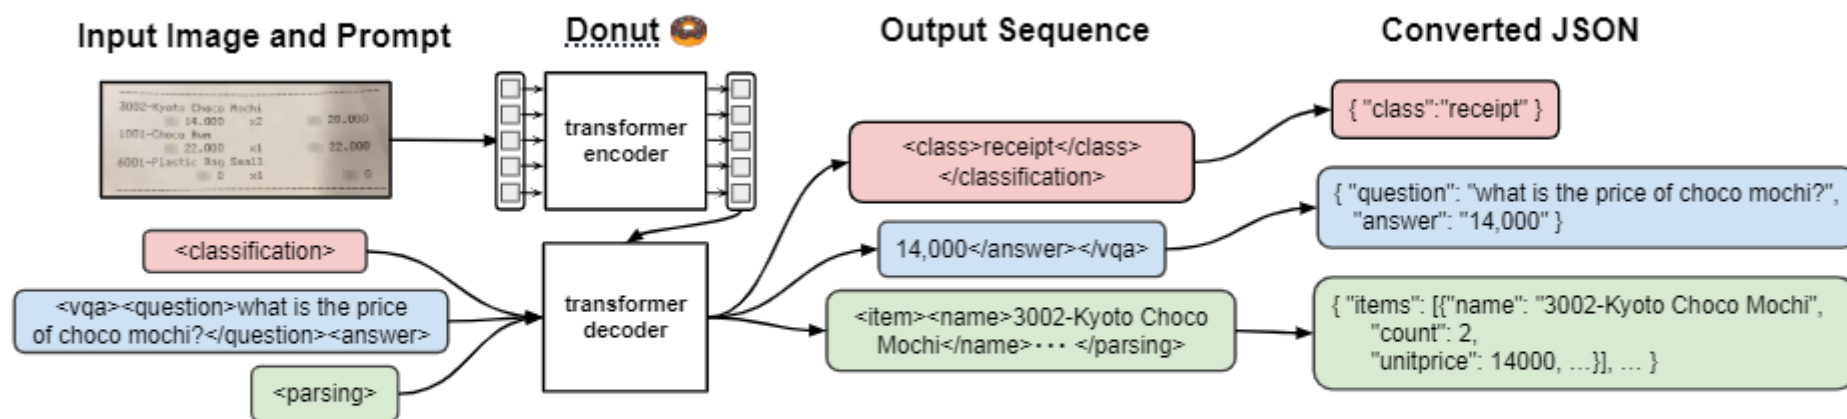 Input Image and Prompt
Donut
Output Sequence
Converted JSON
3002-Kyoto Choco Mochi
14.000 x2 28.000
1001-Choco Bun
22.000 x1 22.000
6001-Plastic Bag Small
0 x1 0
<classification>
<vqa><question>what is the price
of choco mochi?</question><answer>
<parsing>
transformer
encoder
transformer
decoder
<class>receipt</class>
</classification>
14,000</answer></vqa>
<item><name>3002-Kyoto Choco
Mochi</name>··· </parsing>
{ "class":"receipt" }
{ "question": "what is the price of choco mochi?",
"answer": "14,000" }
{ "items": [{"name": "3002-Kyoto Choco Mochi",
"count": 2,
"unitprice": 14000, ...}], ... }